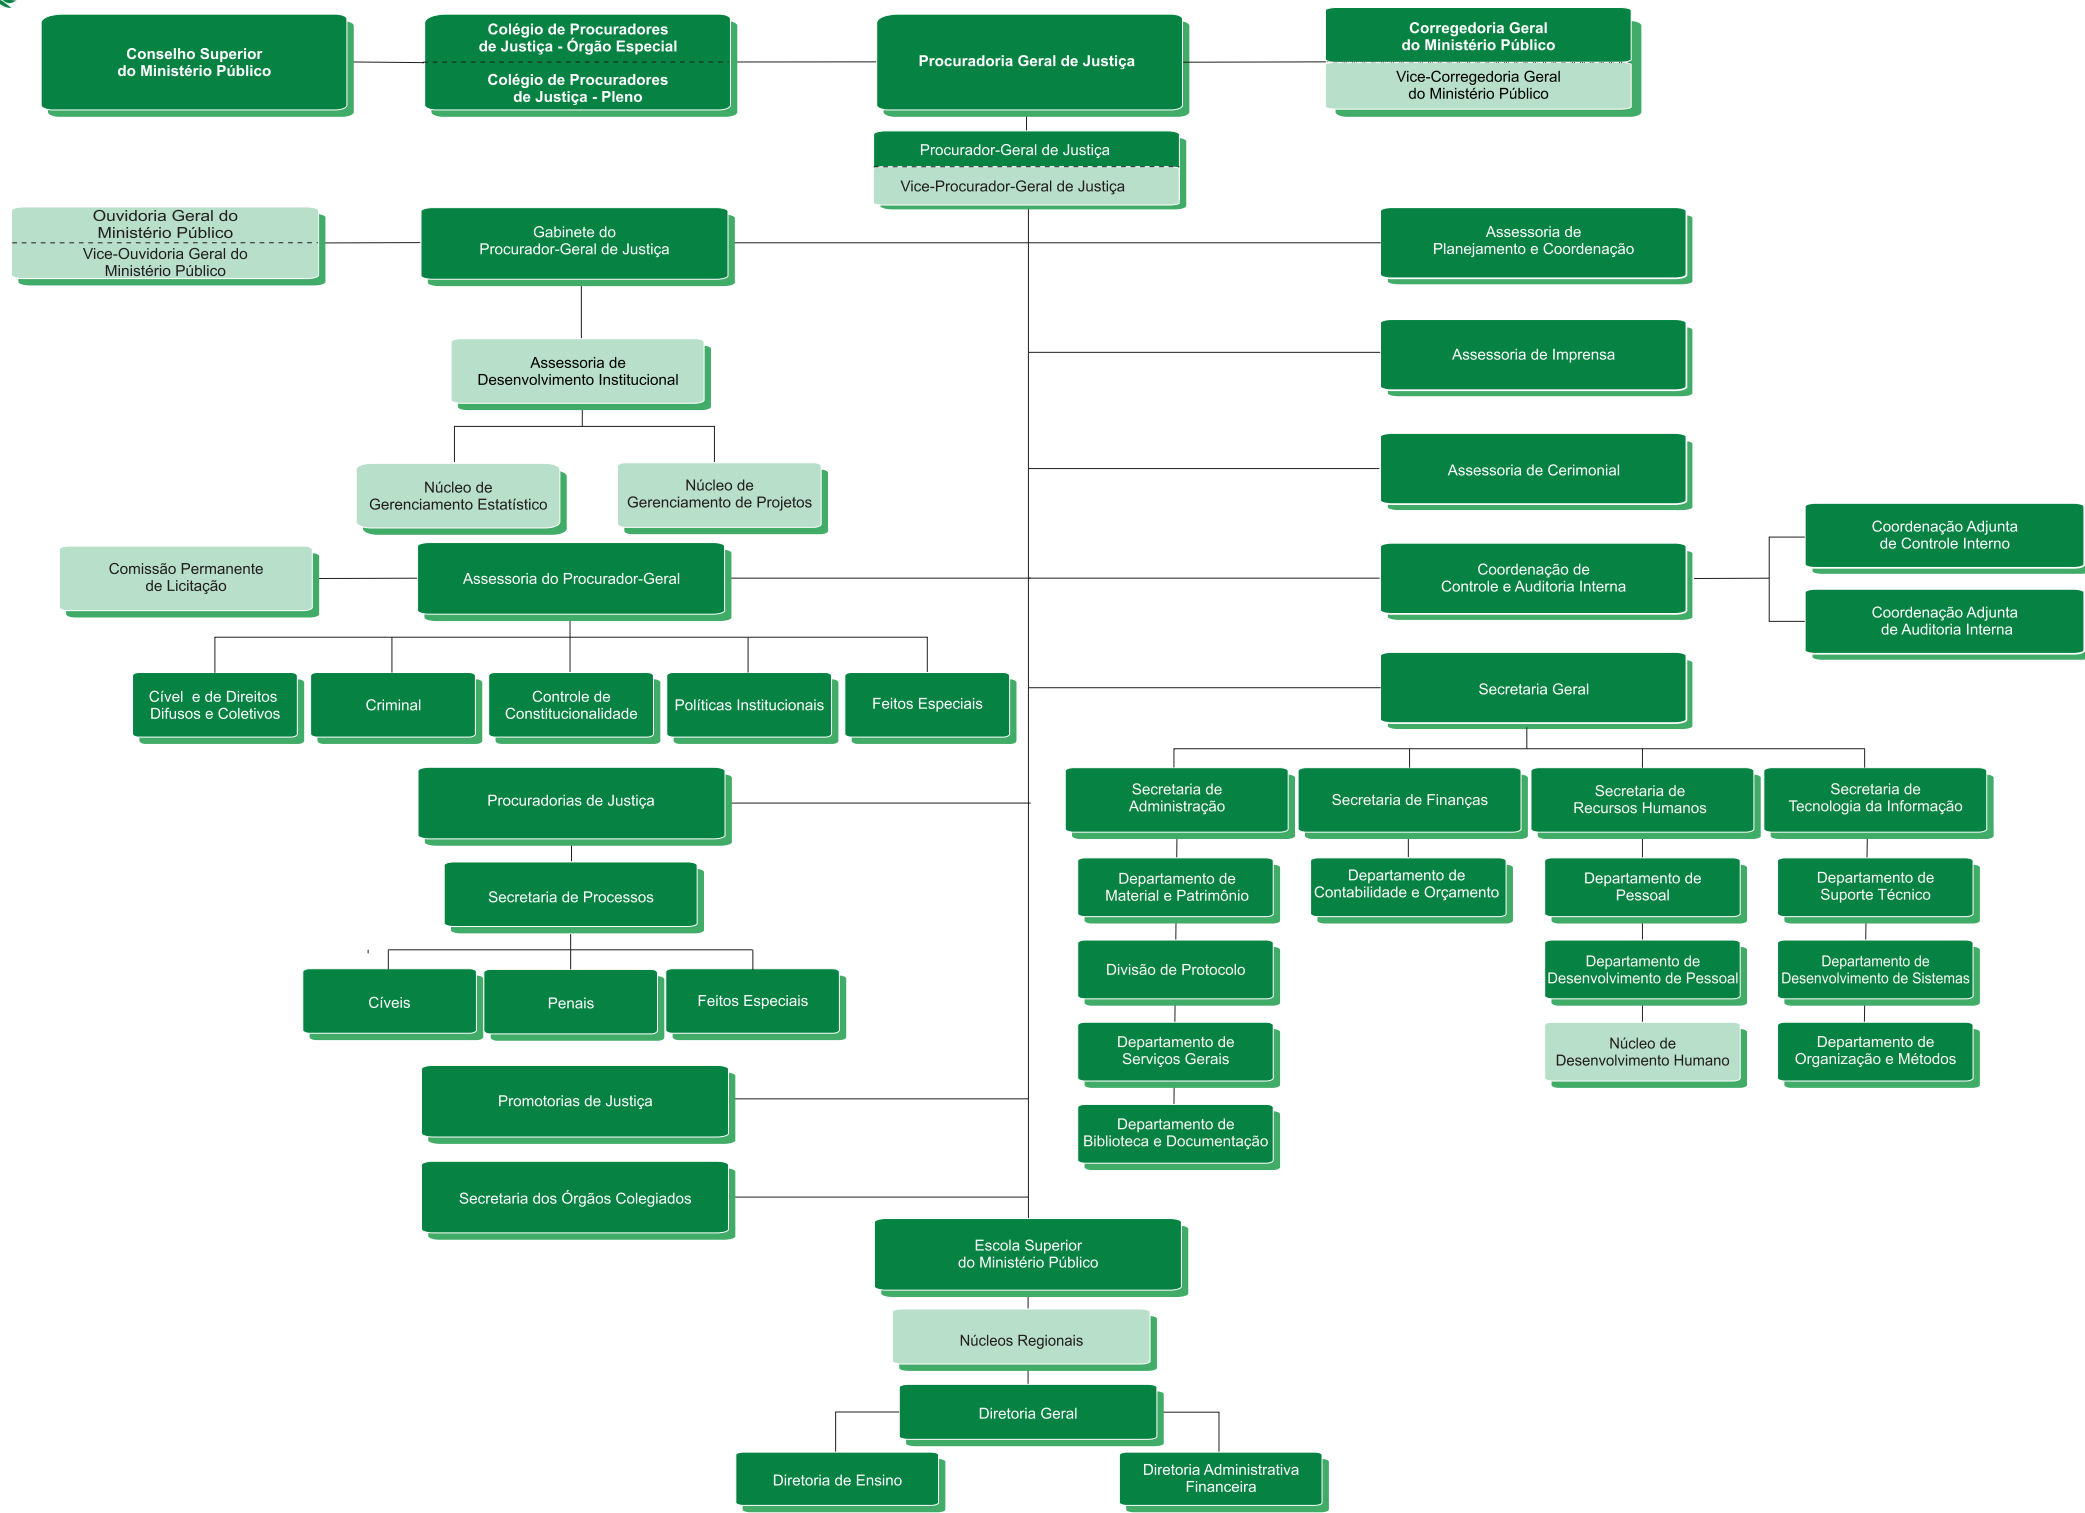 Conselho Superior
do Ministério Público
Colégio de Procuradores
de Justiça - Órgão Especial
Colégio de Procuradores
de Justiça - Pleno
Procuradoria Geral de Justiça
Corregedoria Geral
do Ministério Público
Vice-Corregedoria Geral
do Ministério Público
Procurador-Geral de Justiça
Vice-Procurador-Geral de Justiça
Ouvidoria Geral do
Ministério Público
Vice-Ouvidoria Geral do
Ministério Público
Gabinete do
Procurador-Geral de Justiça
Assessoria de
Planejamento e Coordenação
Assessoria de
Desenvolvimento Institucional
Assessoria de Imprensa
Núcleo de
Gerenciamento Estatístico
Núcleo de
Gerenciamento de Projetos
Assessoria de Cerimonial
Comissão Permanente
de Licitação
Assessoria do Procurador-Geral
Coordenação de
Controle e Auditoria Interna
Coordenação Adjunta
de Controle Interno
Coordenação Adjunta
de Auditoria Interna
Cível e de Direitos
Difusos e Coletivos
Criminal
Controle de
Constitucionalidade
Políticas Institucionais
Feitos Especiais
Secretaria Geral
Procuradorias de Justiça
Secretaria de
Administração
Secretaria de Finanças
Secretaria de
Recursos Humanos
Secretaria de
Tecnologia da Informação
Secretaria de Processos
Departamento de
Material e Patrimônio
Departamento de
Contabilidade e Orçamento
Departamento de
Pessoal
Departamento de
Suporte Técnico
Cíveis
Penais
Feitos Especiais
Divisão de Protocolo
Departamento de
Desenvolvimento de Pessoal
Departamento de
Desenvolvimento de Sistemas
Departamento de
Serviços Gerais
Núcleo de
Desenvolvimento Humano
Departamento de
Organização e Métodos
Promotorias de Justiça
Departamento de
Biblioteca e Documentação
Secretaria dos Órgãos Colegiados
Escola Superior
do Ministério Público
Núcleos Regionais
Diretoria Geral
Diretoria de Ensino
Diretoria Administrativa
Financeira